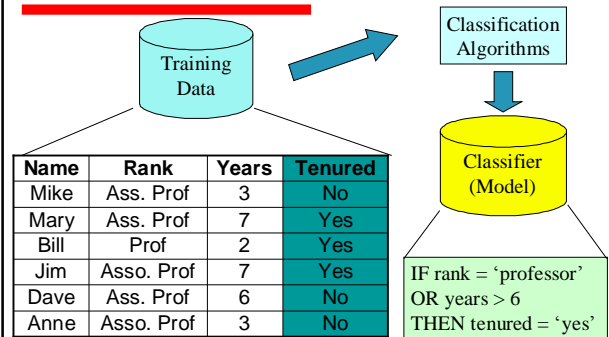 Training
Data
Classification
Algorithms
Classifier
(Model)
Name Rank Years Tenured
Mike Ass. Prof 3 No
Mary Ass. Prof 7 Yes
Bill Prof 2 Yes
Jim Asso. Prof 7 Yes
Dave Ass. Prof 6 No
Anne Asso. Prof 3 No
IF rank = ‘professor’
OR years > 6
THEN tenured = ‘yes’